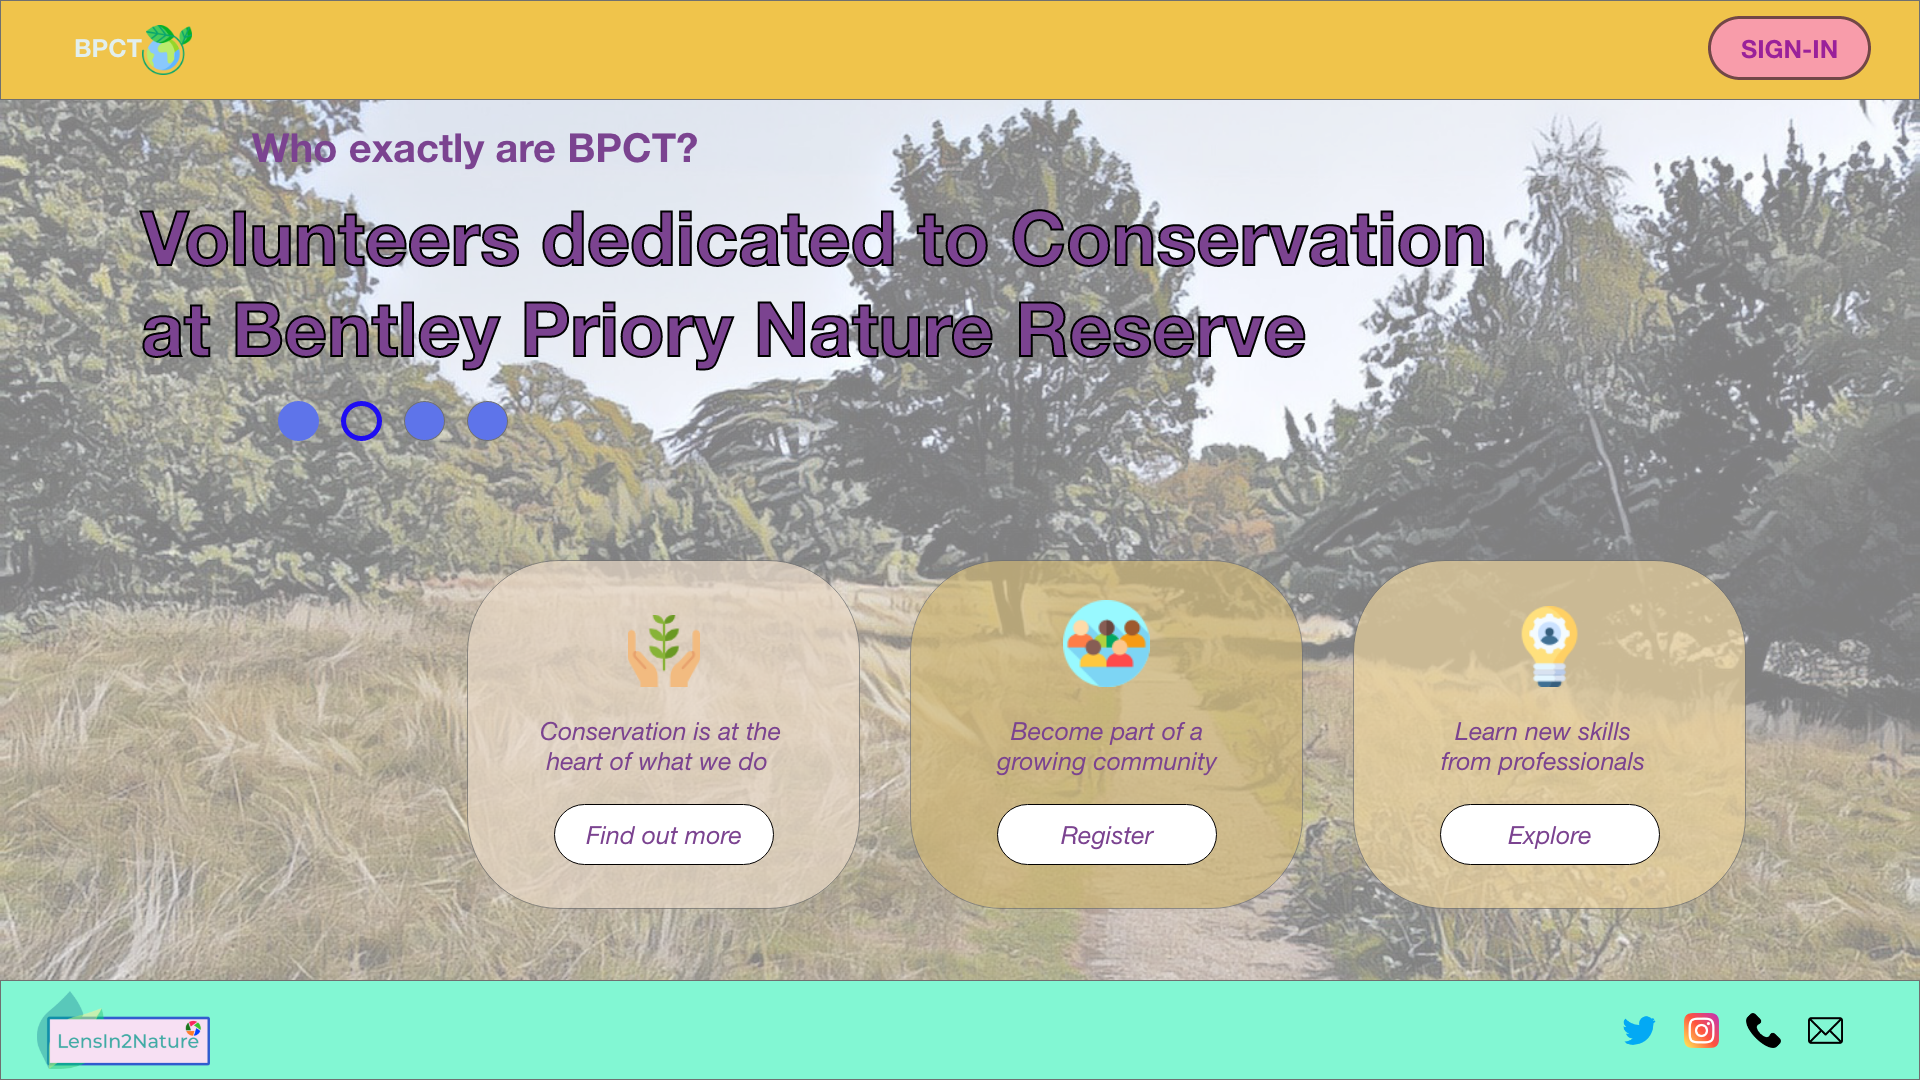 BPCT
SIGN-IN
Who exactly are BPCT?
Volunteers dedicated to Conservation
at Bentley Priory Nature Reserve
Conservation is at the
heart of what we do
Find out more
Become part of a
growing community
Register
Learn new skills
from professionals
Explore
LensIn2Nature